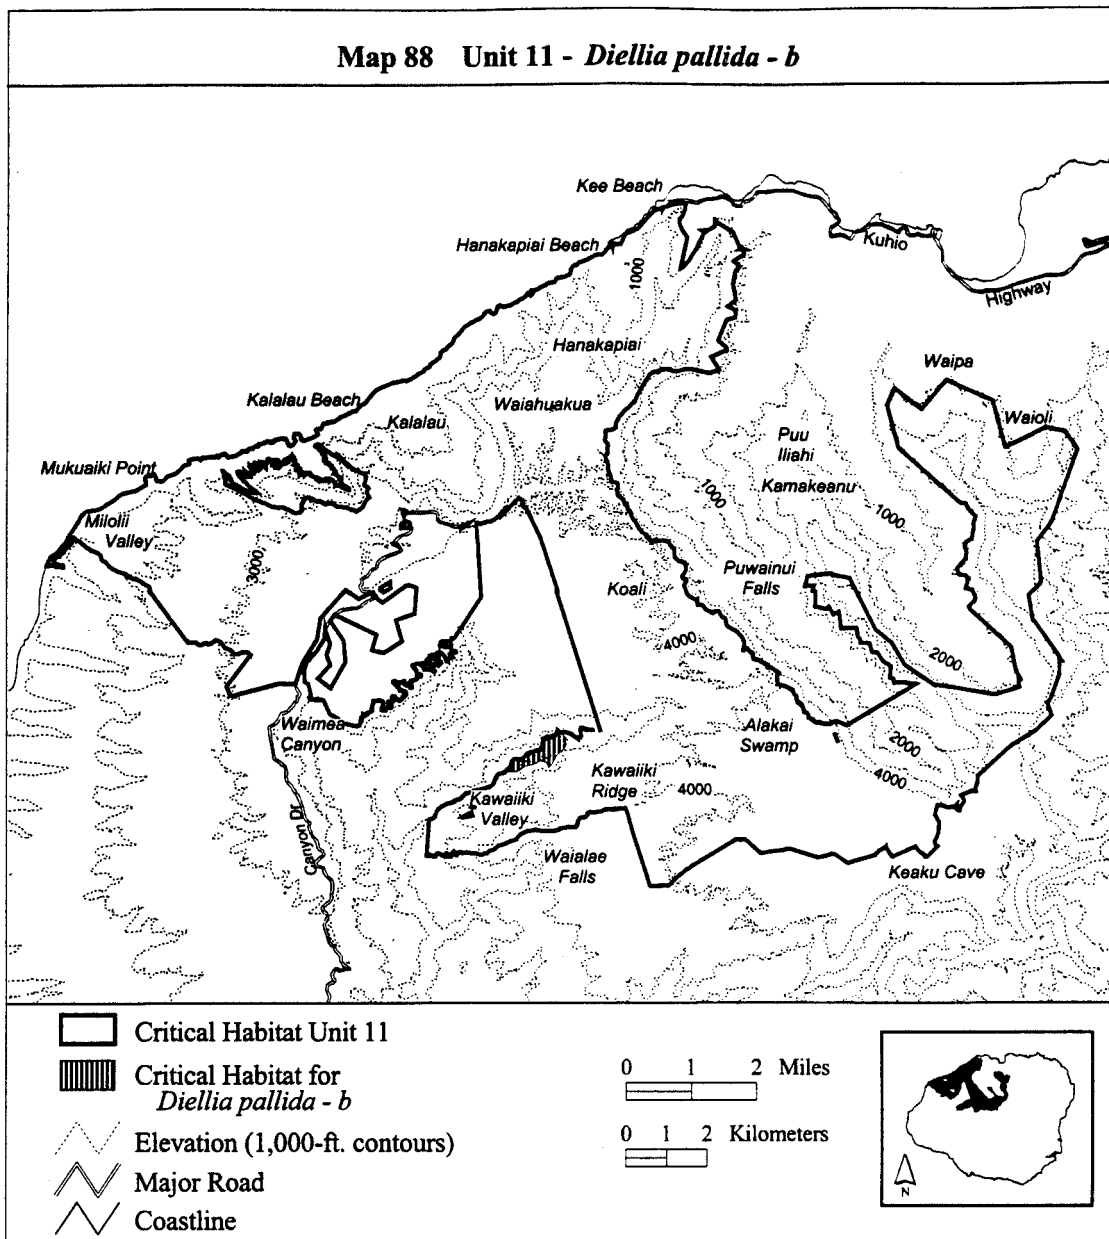 Map 88 Unit 11 - Diellia pallida - b
Kee Beach
Hanakapiai Beach
Kuhio
Highway
1000
Hanakapiai
Waipa
Kalalau Beach
Waiahuakua
Kalalau
Waioli
Puu
Iliahi
Mukuaiki Point
Kamakeanu
1000
1000
Milolii
Valley
3000
Puwainui
Falls
Koali
4000
2000
Waimea
Canyon
Alakai
Swamp
2000
4000
Kawaiiki
Ridge
4000
Kawaiiki
Valley
Canyon Dr
Waialae
Falls
Keaku Cave
Critical Habitat Unit 11
Critical Habitat for
Diellia pallida - b
Elevation (1,000-ft. contours)
Major Road
Coastline
0 1 2 Miles
0 1 2 Kilometers
N